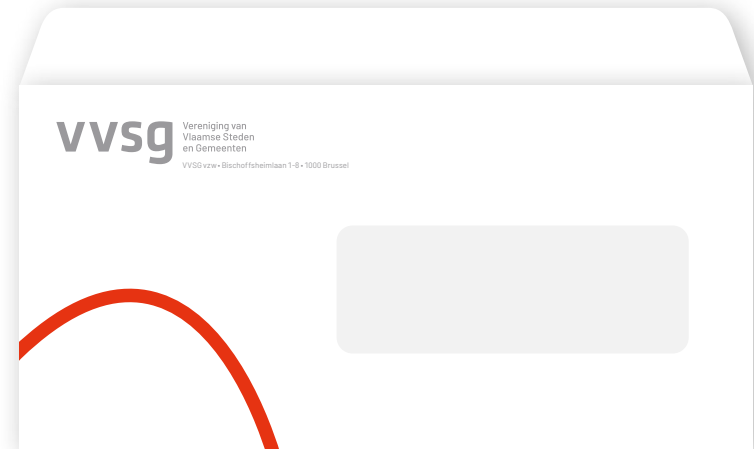 vvsg
Vereniging van
Vlaamse Steden
en Gemeenten
VVSG vzw • Bischoffsheimlaan 1-8 • 1000 Brussel